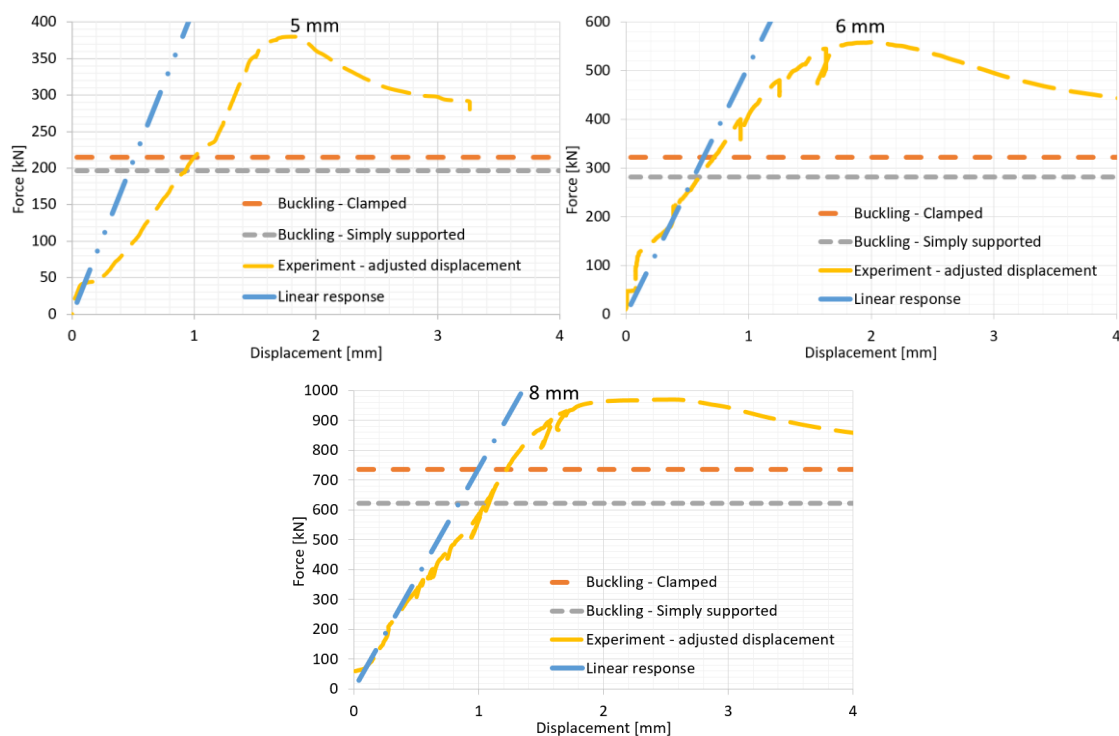 5 mm
400
350
300
250
200
150
100
50
0
Force [kN]
Buckling - Clamped
Buckling - Simply supported
Experiment - adjusted displacement
Linear response
0 1 2 3 4
Displacement [mm]
6 mm
600
500
400
300
200
100
0
Force [kN]
Buckling - Clamped
Buckling - Simply supported
Experiment - adjusted displacement
Linear response
0 1 2 3 4
Displacement [mm]
8 mm
1000
900
800
700
600
500
400
300
200
100
0
Force [kN]
Buckling - Clamped
Buckling - Simply supported
Experiment - adjusted displacement
Linear response
0 1 2 3 4
Displacement [mm]